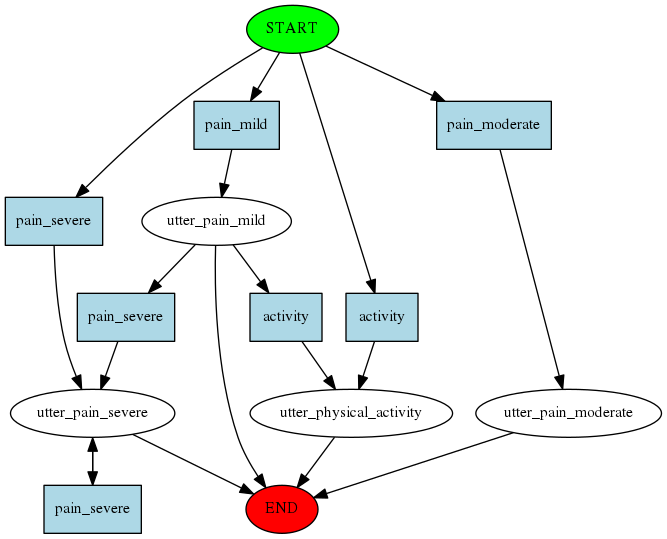 START
pain_mild
pain_moderate
pain_severe
utter_pain_mild
pain_severe
activity
activity
utter_pain_severe
utter_physical_activity
utter_pain_moderate
pain_severe
END